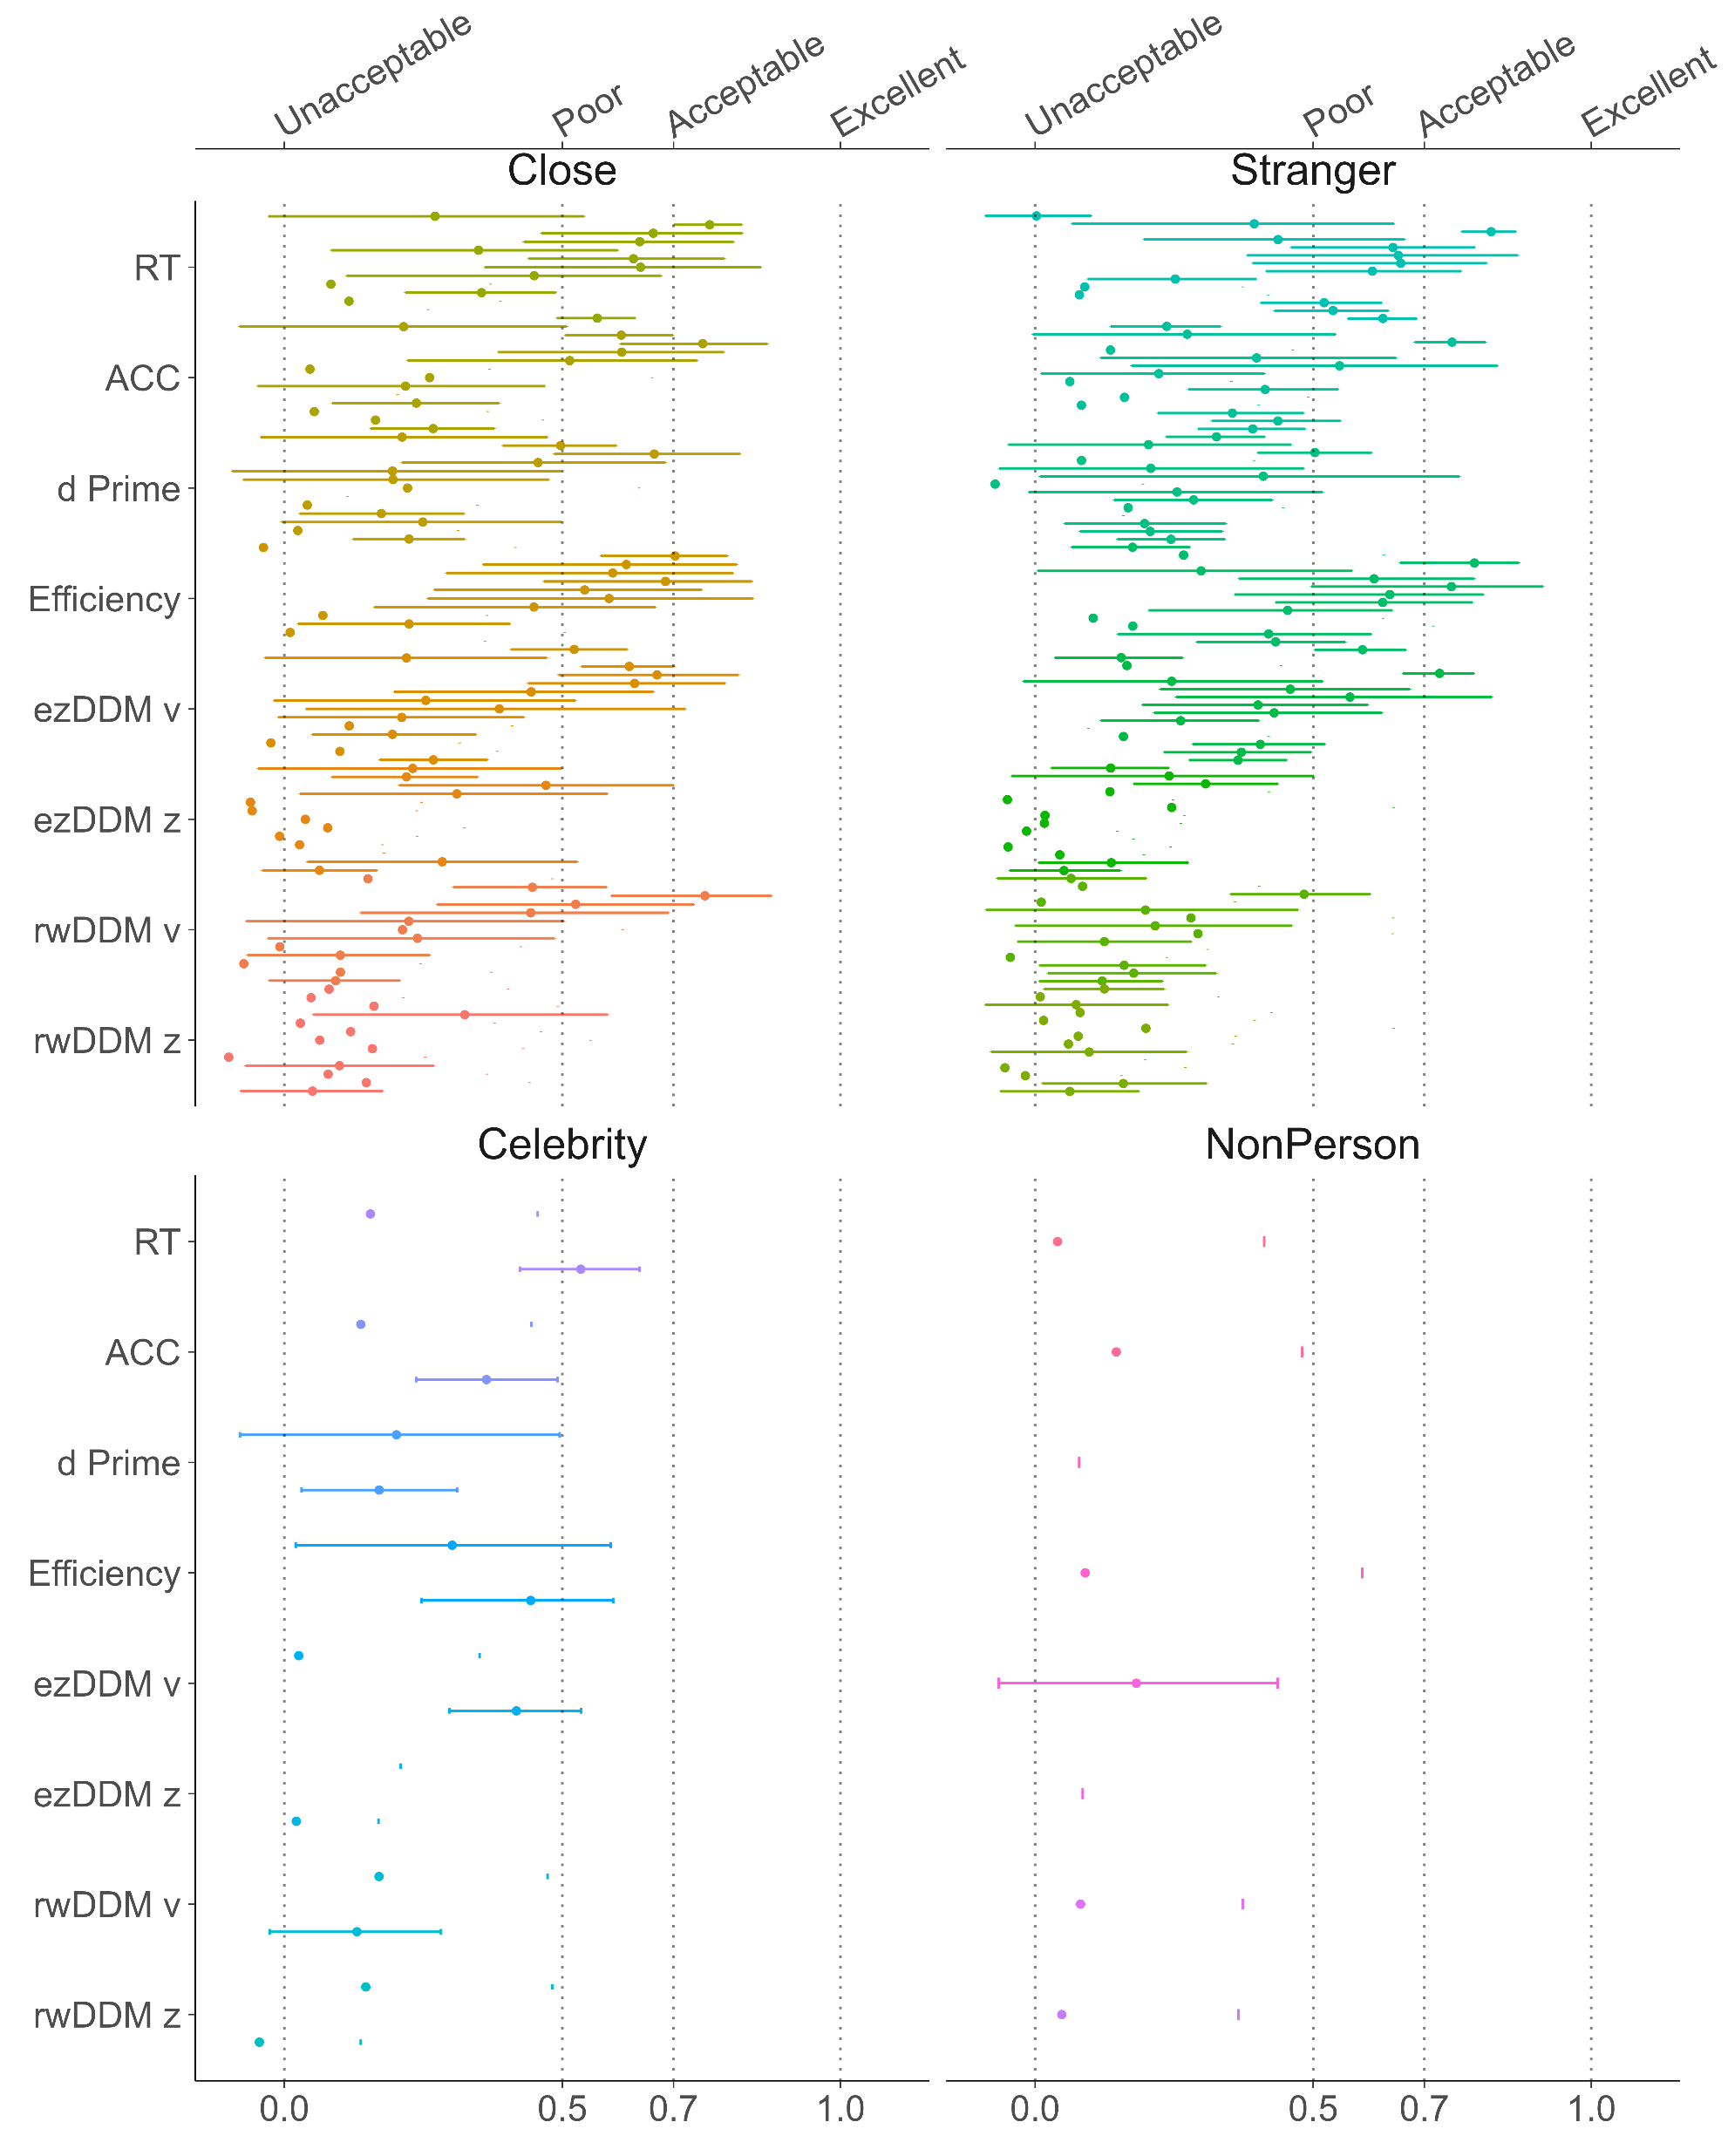 Unacceptable Poor Acceptable Excellent Unacceptable Poor Acceptable Excellent
Close Stranger
RT
ACC
d Prime
Efficiency
ezDDM v
ezDDM z
rwDDM v
rwDDM z
Celebrity NonPerson
RT
ACC
d Prime
Efficiency
ezDDM v
ezDDM z
rwDDM v
rwDDM z
0.0 0.5 0.7 1.0 0.0 0.5 0.7 1.0